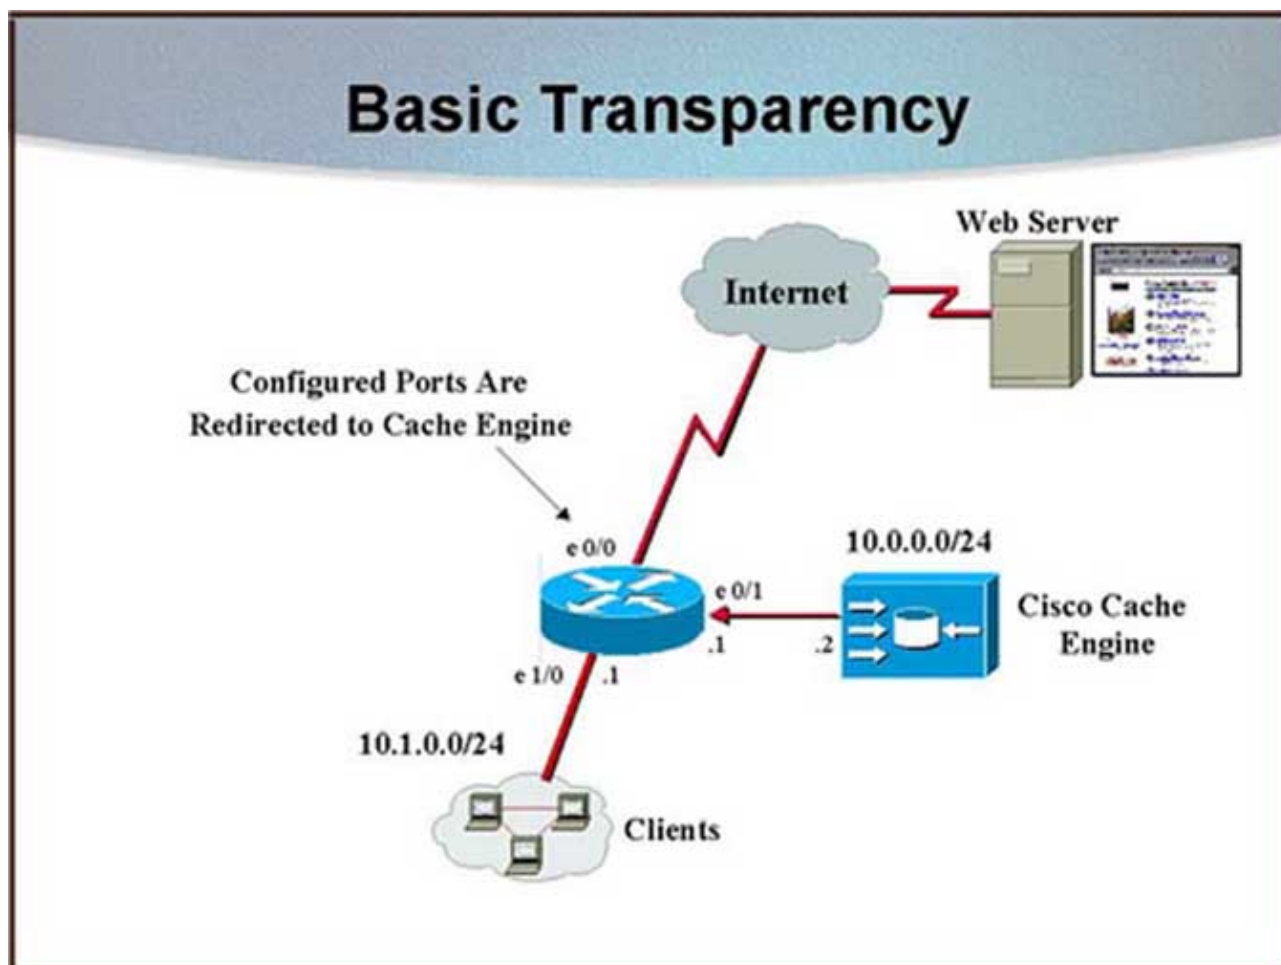 Basic Transparency
Web Server
Internet
Configured Ports Are
Redirected to Cache Engine
e 0/0
10.0.0.0/24
e 0/1
Cisco Cache
Engine
.1
.2
e 1/0
.1
10.1.0.0/24
Clients